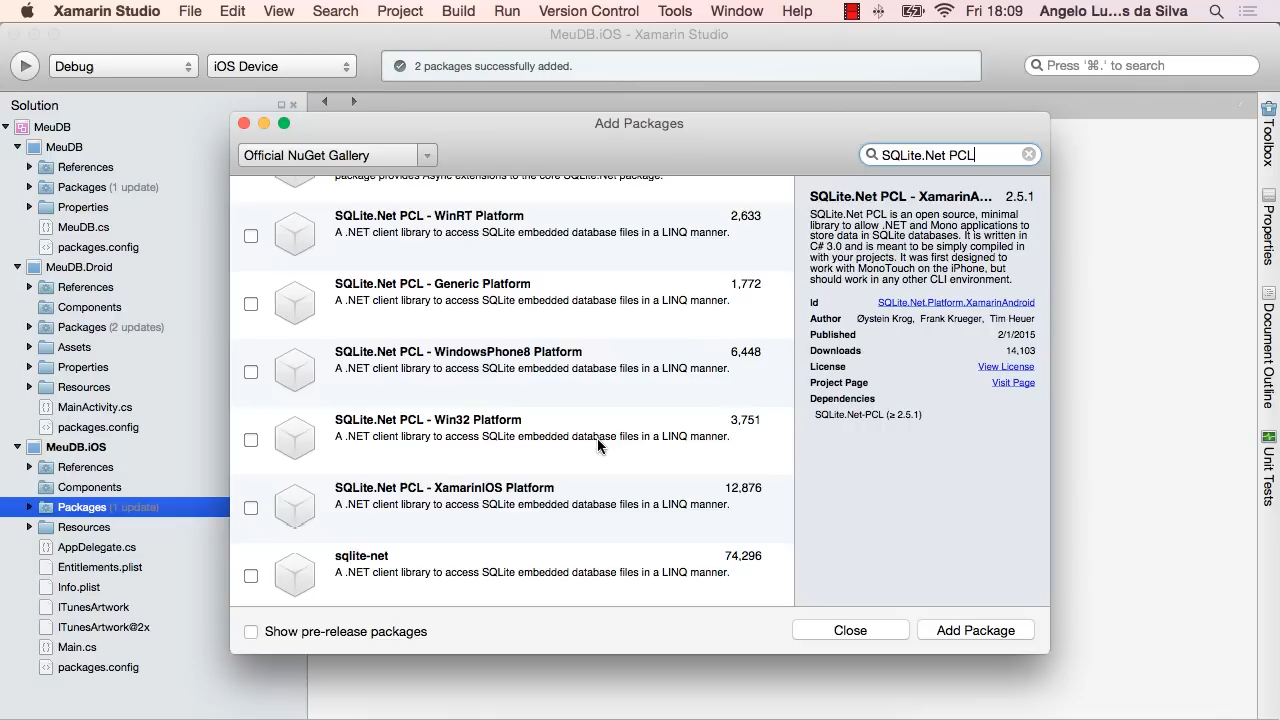 Xamarin Studio File Edit View Search Project Build Run Version Control Tools Window Help Fri 18:09 Angelo Lu...s da Silva
MeuDB.iOS - Xamarin Studio
Debug iOS Device 2 packages successfully added. Press '⌘.' to search
Solution
MeuDB
MeuDB
References
Packages (1 update)
Properties
MeuDB.cs
packages.config
MeuDB.Droid
References
Components
Packages (2 updates)
Assets
Properties
Resources
MainActivity.cs
packages.config
MeuDB.iOS
References
Components
Packages (1 update)
Resources
AppDelegate.cs
Entitlements.plist
Info.plist
ITunesArtwork
ITunesArtwork@2x
Main.cs
packages.config
Add Packages
Official NuGet Gallery SQLite.Net PCL
package provides Async extensions to the core SQLite.Net package.
SQLite.Net PCL - WinRT Platform 2,633
A .NET client library to access SQLite embedded database files in a LINQ manner.
SQLite.Net PCL - Generic Platform 1,772
A .NET client library to access SQLite embedded database files in a LINQ manner.
SQLite.Net PCL - WindowsPhone8 Platform 6,448
A .NET client library to access SQLite embedded database files in a LINQ manner.
SQLite.Net PCL - Win32 Platform 3,751
A .NET client library to access SQLite embedded database files in a LINQ manner.
SQLite.Net PCL - XamarinIOS Platform 12,876
A .NET client library to access SQLite embedded database files in a LINQ manner.
sqlite-net 74,296
A .NET client library to access SQLite embedded database files in a LINQ manner.
SQLite.Net PCL - XamarinA... 2.5.1
SQLite.Net PCL is an open source, minimal
library to allow .NET and Mono applications to
store data in SQLite databases. It is written in
C# 3.0 and is meant to be simply compiled in
with your projects. It was first designed to
work with MonoTouch on the iPhone, but
should work in any other CLI environment.
Id SQLite.Net.Platform.XamarinAndroid
Author Øystein Krog, Frank Krueger, Tim Heuer
Published 2/1/2015
Downloads 14,103
License View License
Project Page Visit Page
Dependencies
SQLite.Net-PCL (≥ 2.5.1)
Show pre-release packages Close Add Package
Toolbox
Properties
Document Outline
Unit Tests